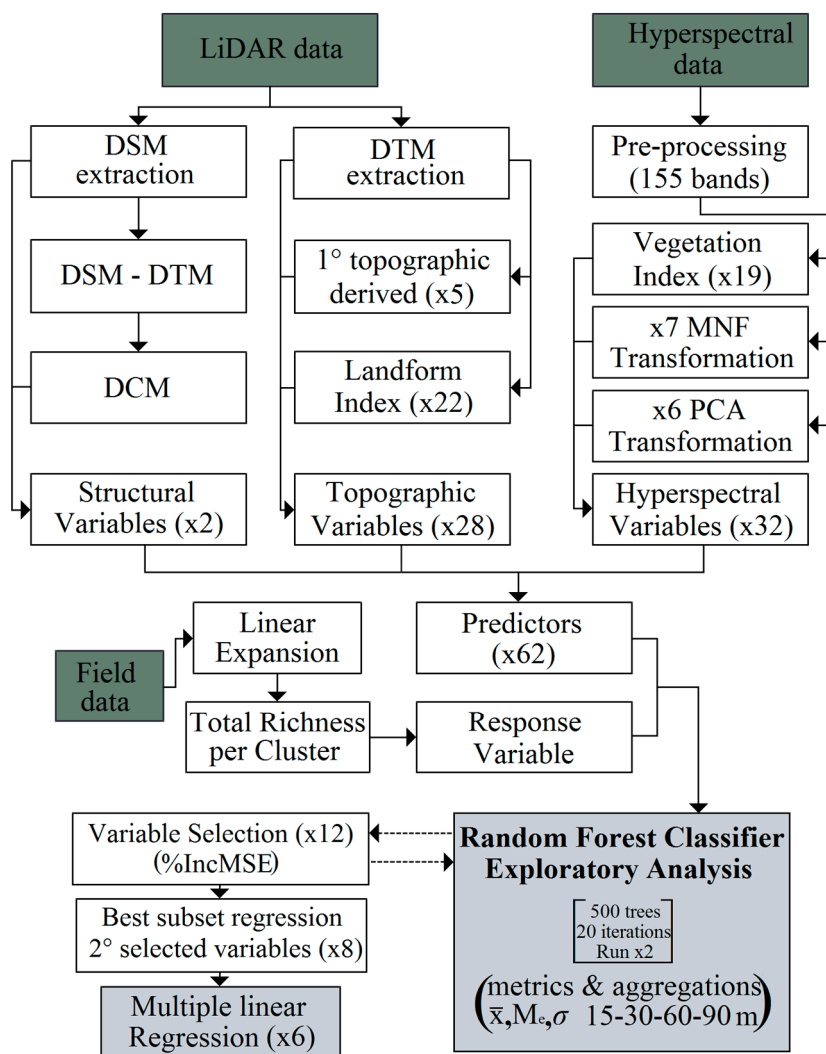 LiDAR data
Hyperspectral
data
DSM
extraction
DTM
extraction
Pre-processing
(155 bands)
DSM - DTM
1° topographic
derived (x5)
Vegetation
Index (x19)
x7 MNF
Transformation
DCM
Landform
Index (x22)
x6 PCA
Transformation
Structural
Variables (x2)
Topographic
Variables (x28)
Hyperspectral
Variables (x32)
Linear
Expansion
Predictors
(x62)
Field
data
Total Richness
per Cluster
Response
Variable
Variable Selection (x12)
(%IncMSE)
Random Forest Classifier
Exploratory Analysis
500 trees
20 iterations
Run x2
Best subset regression
2° selected variables (x8)
(metrics & aggregations
x̅,Mₑ,σ 15-30-60-90 m)
Multiple linear
Regression (x6)